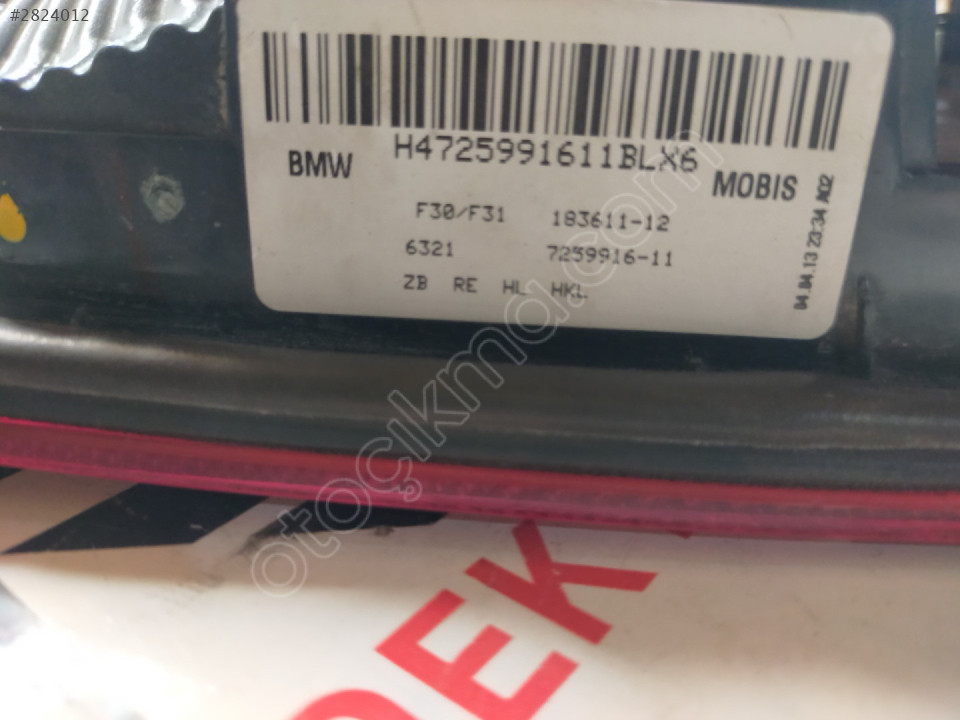 #2824012
H4725991611BLX6
BMW
MOBIS
F30/F31 183611-12
6321 7259916-11
ZB RE HL HKL
04.04.13 23:34 A02
otocikmd.com
DEK